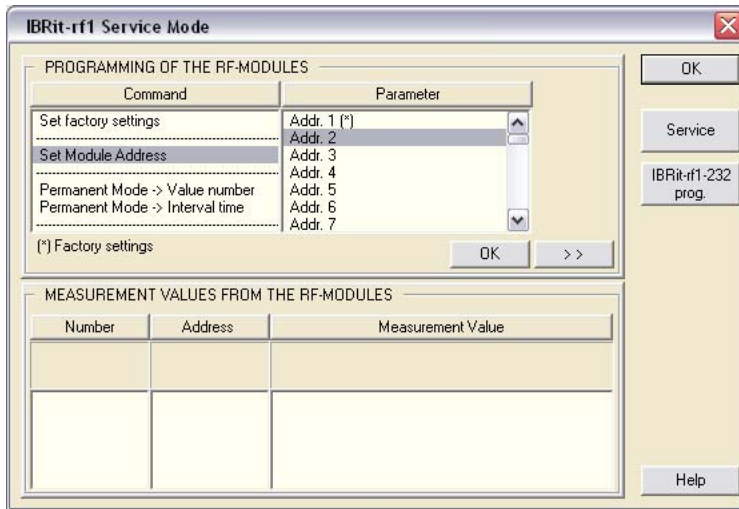 IBRit-rf1 Service Mode
PROGRAMMING OF THE RF-MODULES
Command
Parameter
Set factory settings
Set Module Address
Permanent Mode -> Value number
Permanent Mode -> Interval time
Addr. 1 (*)
Addr. 2
Addr. 3
Addr. 4
Addr. 5
Addr. 6
Addr. 7
(*) Factory settings
OK
>>
MEASUREMENT VALUES FROM THE RF-MODULES
Number
Address
Measurement Value
OK
Service
IBRit-rf1-232
prog.
Help